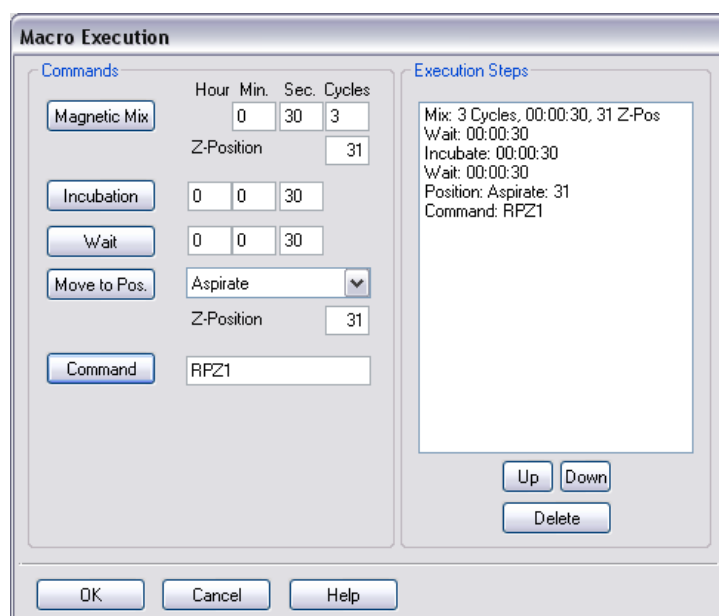 Macro Execution
Commands
Hour Min. Sec. Cycles
Magnetic Mix 0 30 3
Z-Position 31
Incubation 0 0 30
Wait 0 0 30
Move to Pos. Aspirate
Z-Position 31
Command RPZ1
Execution Steps
Mix: 3 Cycles, 00:00:30, 31 Z-Pos
Wait: 00:00:30
Incubate: 00:00:30
Wait: 00:00:30
Position: Aspirate: 31
Command: RPZ1
Up Down
Delete
OK Cancel Help